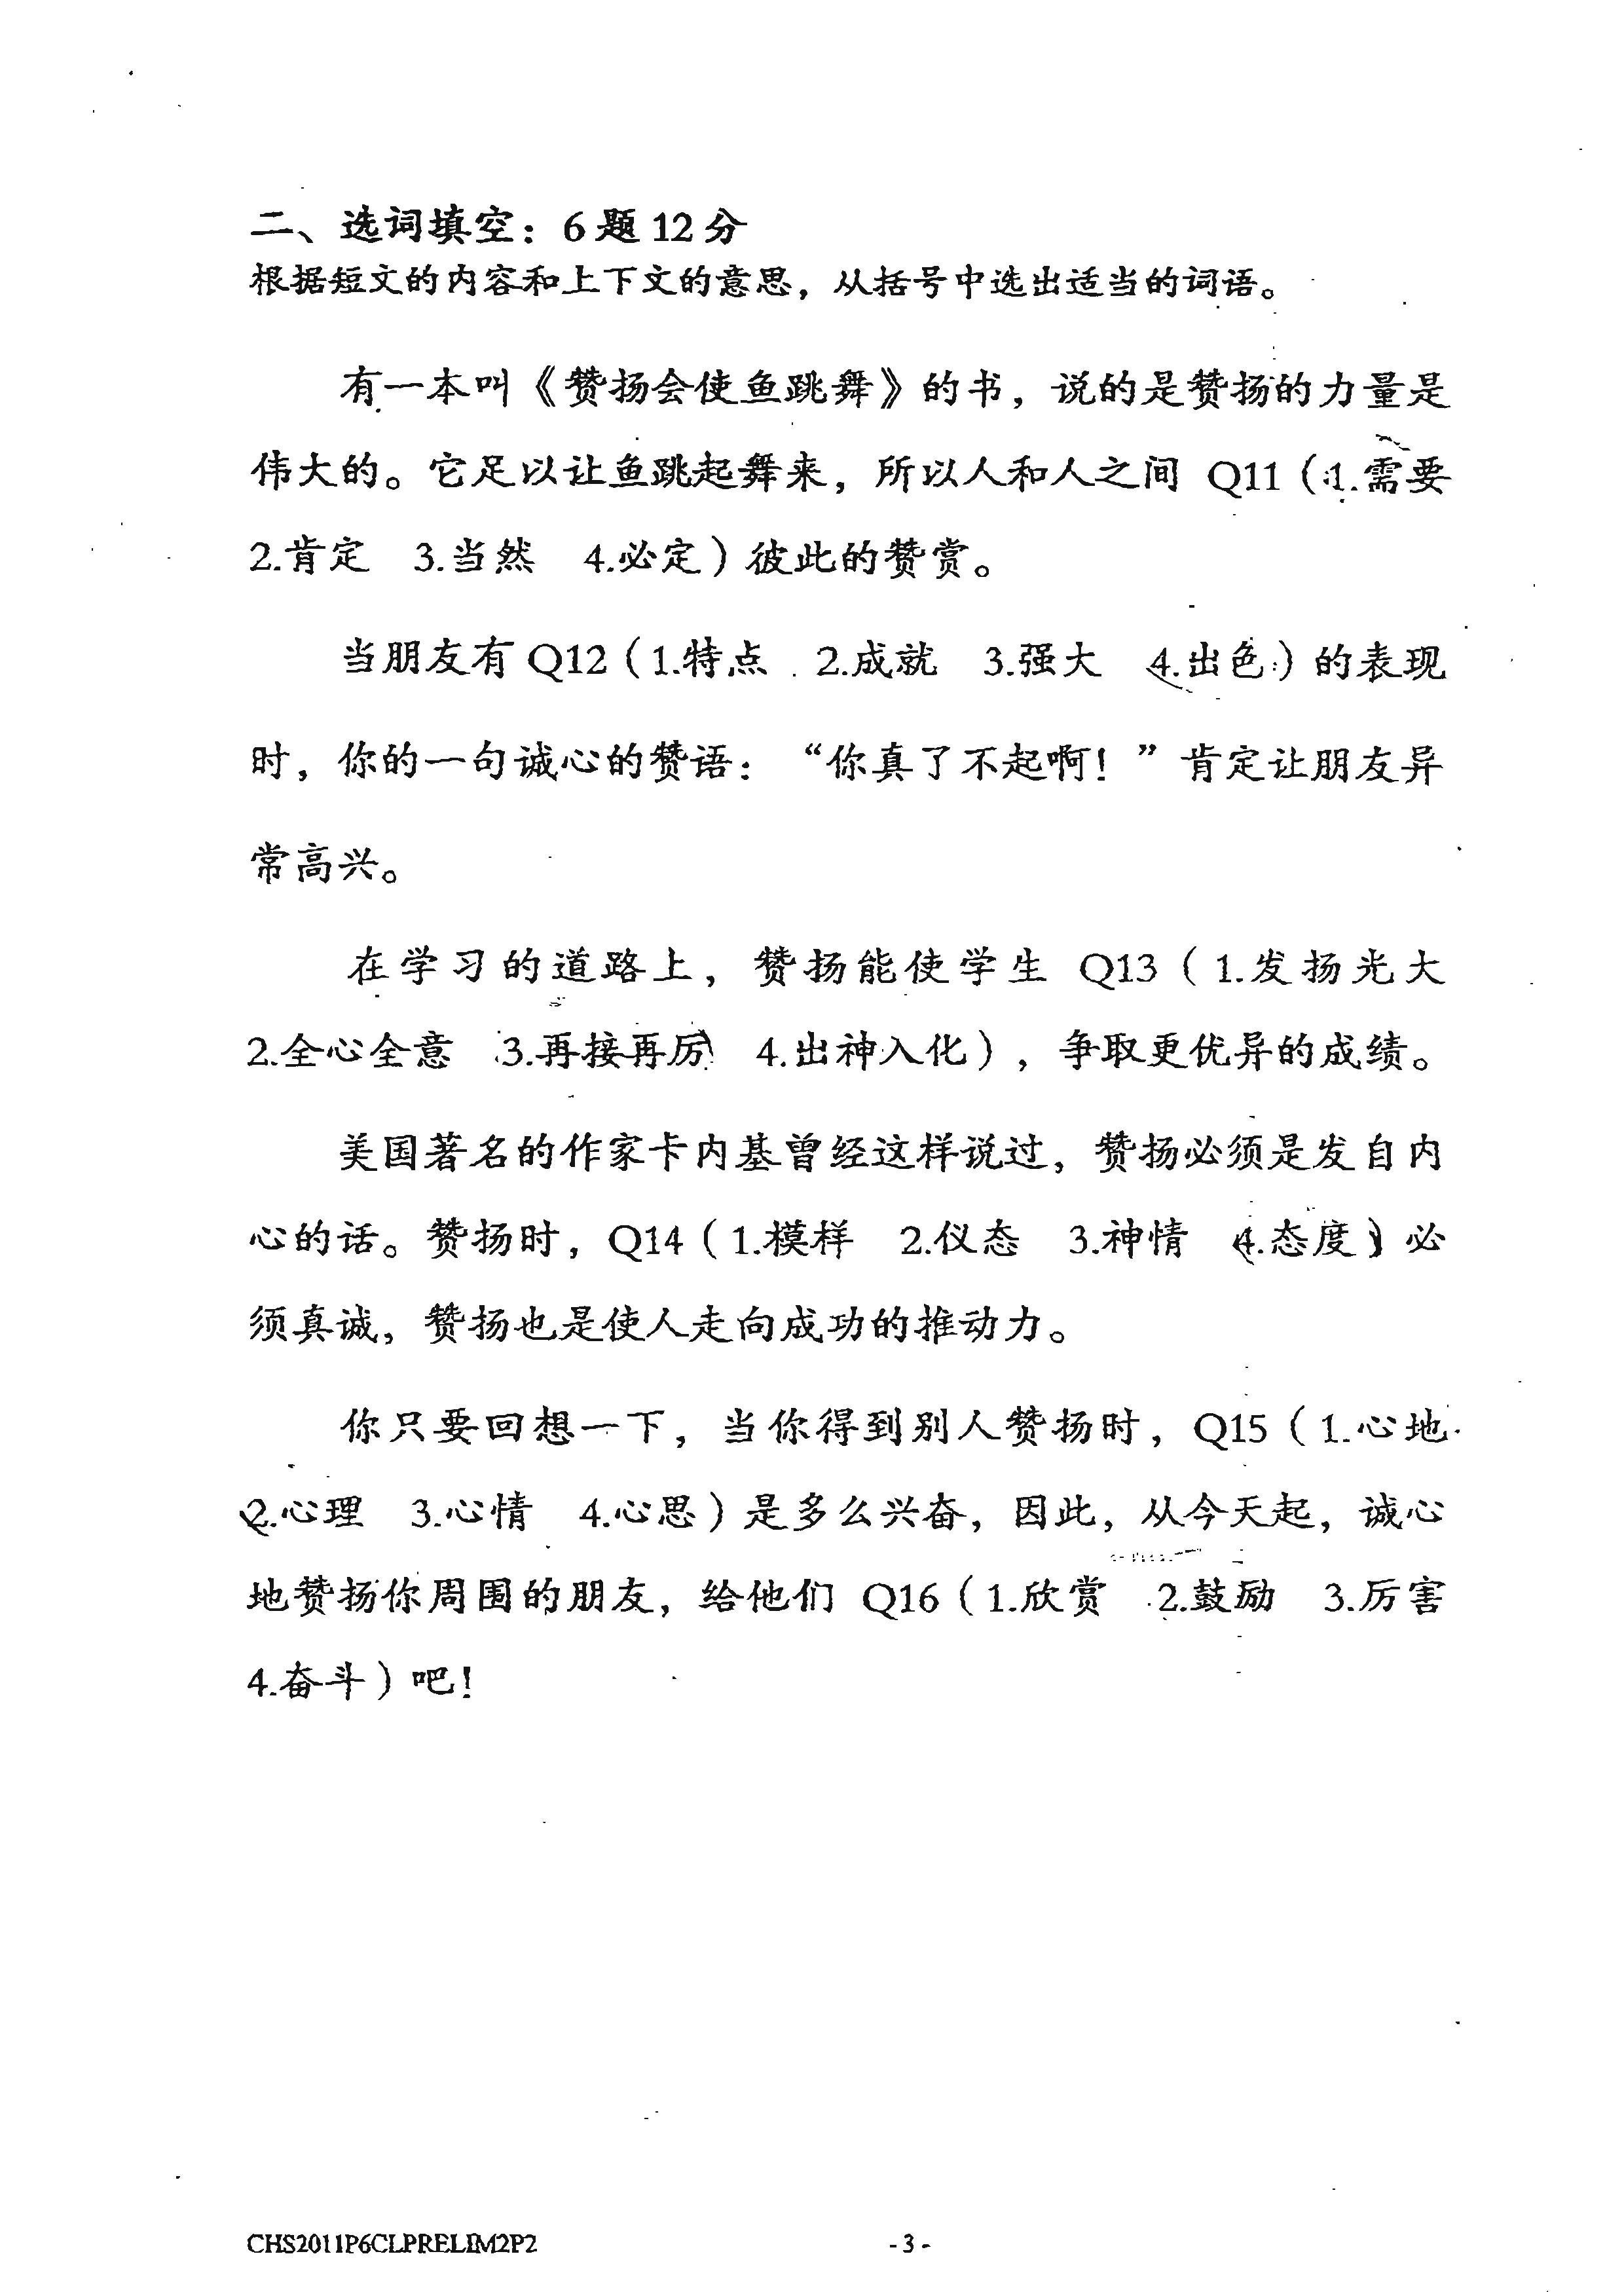 二、选词填空：6题12分
根据短文的内容和上下文的意思，从括号中选出适当的词语。
有一本叫《赞扬会使鱼跳舞》的书，说的是赞扬的力量是
伟大的。它足以让鱼跳起舞来，所以人和人之间 Q11（1.需要
2.肯定 3.当然 4.必定）彼此的赞赏。
当朋友有Q12（1.特点 2.成就 3.强大 4.出色）的表现
时，你的一句诚心的赞语：“你真了不起啊！”肯定让朋友异
常高兴。
在学习的道路上，赞扬能使学生 Q13（1.发扬光大
2.全心全意 3.再接再厉 4.出神入化），争取更优异的成绩。
美国著名的作家卡内基曾经这样说过，赞扬必须是发自内
心的话。赞扬时，Q14（1.模样 2.仪态 3.神情 4.态度）必
须真诚，赞扬也是使人走向成功的推动力。
你只要回想一下，当你得到别人赞扬时，Q15（1.心地
2.心理 3.心情 4.心思）是多么兴奋，因此，从今天起，诚心
地赞扬你周围的朋友，给他们 Q16（1.欣赏 2.鼓励 3.厉害
4.奋斗）吧！
CHS2011P6CLPRELIM2P2 -3-